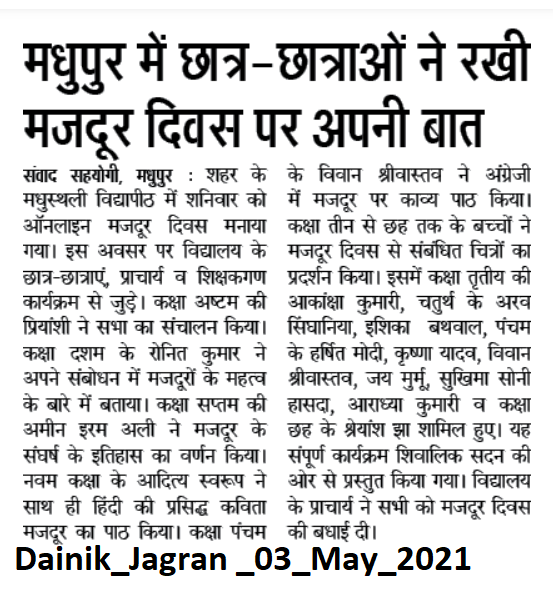 मधुपुर में छात्र-छात्राओं ने रखी
मजदूर दिवस पर अपनी बात
संवाद सहयोगी, मधुपुर : शहर के
मधुस्थली विद्यापीठ में शनिवार को
ऑनलाइन मजदूर दिवस मनाया
गया। इस अवसर पर विद्यालय के
छात्र-छात्राएं, प्राचार्य व शिक्षकगण
कार्यक्रम से जुड़े। कक्षा अष्टम की
प्रियांशी ने सभा का संचालन किया।
कक्षा दशम के रोनित कुमार ने
अपने संबोधन में मजदूरों के महत्व
के बारे में बताया। कक्षा सप्तम की
अमीन इरम अली ने मजदूर के
संघर्ष के इतिहास का वर्णन किया।
नवम कक्षा के आदित्य स्वरूप ने
साथ ही हिंदी की प्रसिद्ध कविता
मजदूर का पाठ किया। कक्षा पंचम
के विवान श्रीवास्तव ने अंग्रेजी
में मजदूर पर काव्य पाठ किया।
कक्षा तीन से छह तक के बच्चों ने
मजदूर दिवस से संबंधित चित्रों का
प्रदर्शन किया। इसमें कक्षा तृतीय की
आकांक्षा कुमारी, चतुर्थ के अरव
सिंघानिया, इशिका बथवाल, पंचम
के हर्षित मोदी, कृष्णा यादव, विवान
श्रीवास्तव, जय मुर्मू, सुखिमा सोनी
हासदा, आराध्या कुमारी व कक्षा
छह के श्रेयांश झा शामिल हुए। यह
संपूर्ण कार्यक्रम शिवालिक सदन की
ओर से प्रस्तुत किया गया। विद्यालय
के प्राचार्य ने सभी को मजदूर दिवस
की बधाई दी।
Dainik_Jagran _03_May_2021